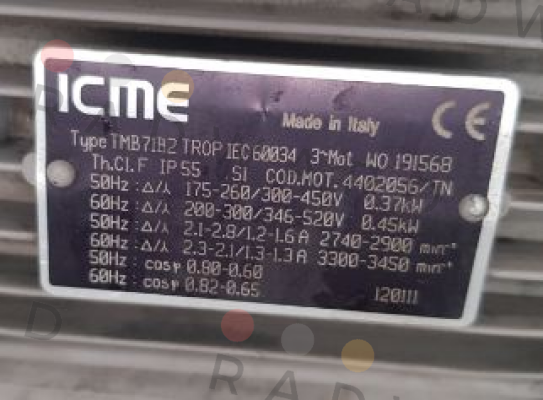 ICME
Made in Italy
CE
Type TMB71B2 TROP IEC60034 3~Mot WO 191568
Th.Cl.F IP55 S1 COD.MOT. 4402056/TN
50Hz : Δ/⅄ 175-260/300-450V 0.37kW
60Hz : Δ/⅄ 200-300/346-520V 0.45kW
50Hz : Δ/⅄ 2.1-2.8/1.2-1.6A 2740-2900 min⁻¹
60Hz : Δ/⅄ 2.3-2.1/1.3-1.3A 3300-3450 min⁻¹
50Hz : cosφ 0.80-0.60
60Hz : cosφ 0.82-0.65
120111